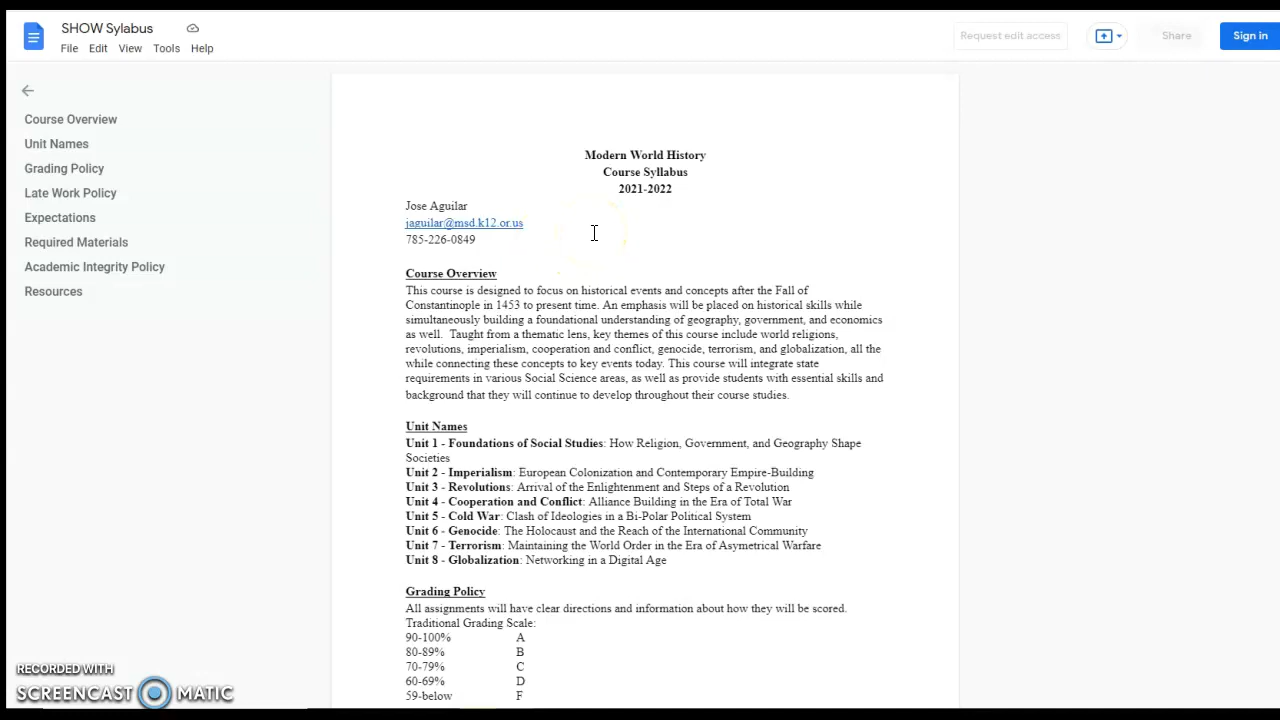 SHOW Sylabus
File Edit View Tools Help
Request edit access
Share
Sign in
Course Overview
Unit Names
Grading Policy
Late Work Policy
Expectations
Required Materials
Academic Integrity Policy
Resources
Modern World History
Course Syllabus
2021-2022
Jose Aguilar
jaguilar@msd.k12.or.us
785-226-0849
Course Overview
This course is designed to focus on historical events and concepts after the Fall of
Constantinople in 1453 to present time. An emphasis will be placed on historical skills while
simultaneously building a foundational understanding of geography, government, and economics
as well. Taught from a thematic lens, key themes of this course include world religions,
revolutions, imperialism, cooperation and conflict, genocide, terrorism, and globalization, all the
while connecting these concepts to key events today. This course will integrate state
requirements in various Social Science areas, as well as provide students with essential skills and
background that they will continue to develop throughout their course studies.
Unit Names
Unit 1 - Foundations of Social Studies: How Religion, Government, and Geography Shape
Societies
Unit 2 - Imperialism: European Colonization and Contemporary Empire-Building
Unit 3 - Revolutions: Arrival of the Enlightenment and Steps of a Revolution
Unit 4 - Cooperation and Conflict: Alliance Building in the Era of Total War
Unit 5 - Cold War: Clash of Ideologies in a Bi-Polar Political System
Unit 6 - Genocide: The Holocaust and the Reach of the International Community
Unit 7 - Terrorism: Maintaining the World Order in the Era of Asymetrical Warfare
Unit 8 - Globalization: Networking in a Digital Age
Grading Policy
All assignments will have clear directions and information about how they will be scored.
Traditional Grading Scale:
90-100% A
80-89% B
70-79% C
60-69% D
59-below F
RECORDED WITH
SCREENCAST MATIC